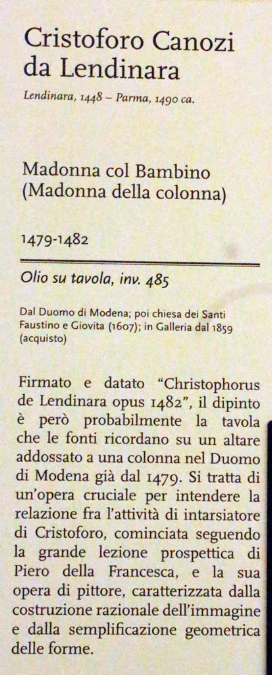 Cristoforo Canozi
da Lendinara
Lendinara, 1448 – Parma, 1490 ca.
Madonna col Bambino
(Madonna della colonna)
1479-1482
Olio su tavola, inv. 485
Dal Duomo di Modena; poi chiesa dei Santi
Faustino e Giovita (1607); in Galleria dal 1859
(acquisto)
Firmato e datato “Christophorus
de Lendinara opus 1482”, il dipinto
è però probabilmente la tavola
che le fonti ricordano su un altare
addossato a una colonna nel Duomo
di Modena già dal 1479. Si tratta di
un’opera cruciale per intendere la
relazione fra l’attività di intarsiatore
di Cristoforo, cominciata seguendo
la grande lezione prospettica di
Piero della Francesca, e la sua
opera di pittore, caratterizzata dalla
costruzione razionale dell’immagine
e dalla semplificazione geometrica
delle forme.